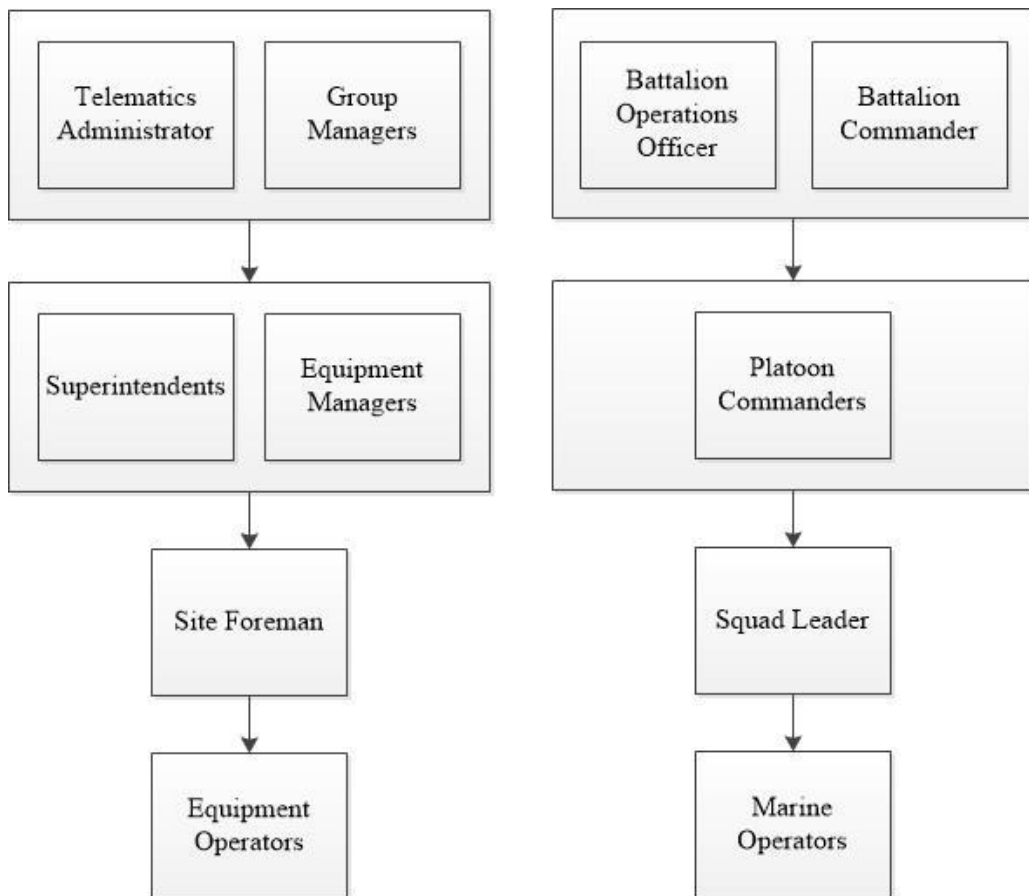 Telematics
Administrator
Group
Managers
Battalion
Operations
Officer
Battalion
Commander
Superintendents
Equipment
Managers
Platoon
Commanders
Site Foreman
Squad Leader
Equipment
Operators
Marine
Operators